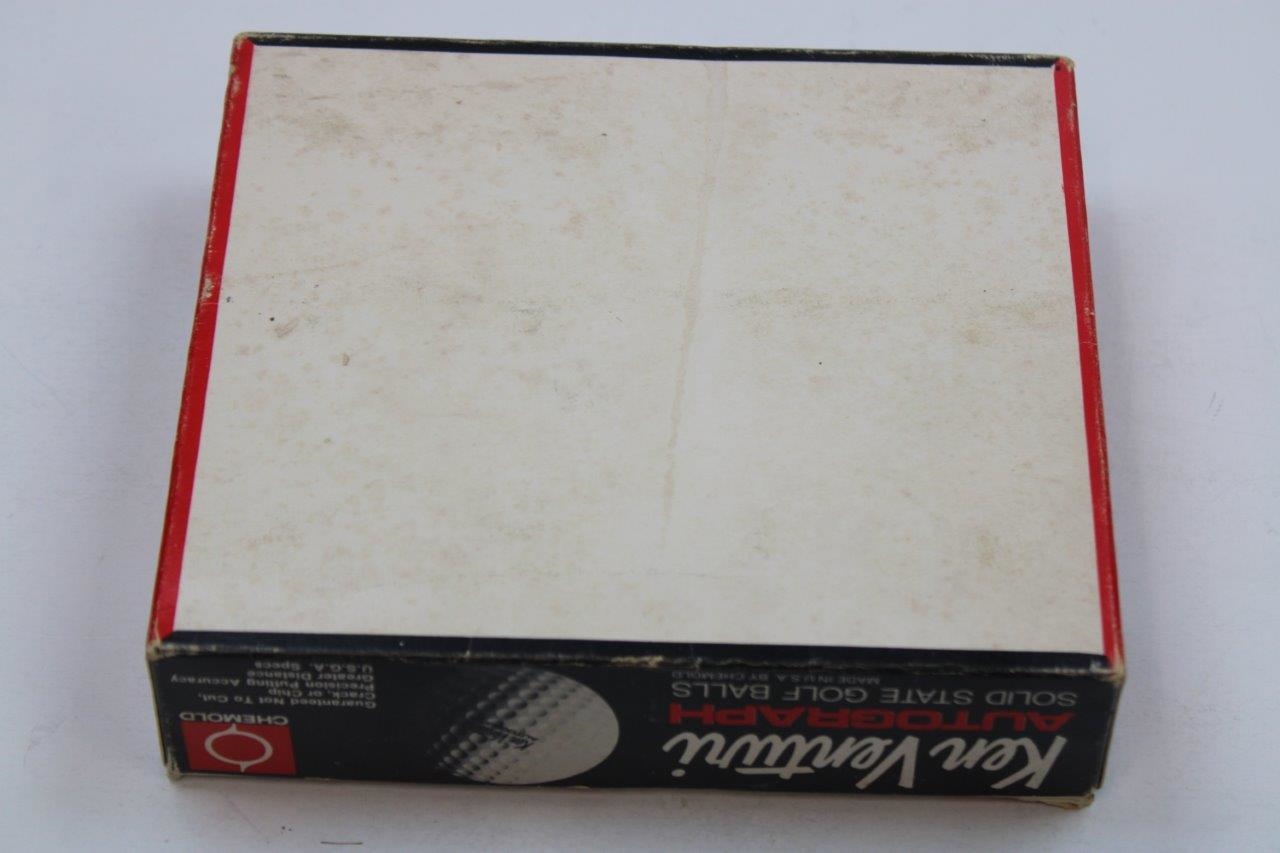 Ken Venturi
AUTOGRAPH
SOLID STATE GOLF BALLS
MADE IN U.S.A. BY CHEMOLD
CHEMOLD
Guaranteed Not To Cut,
Crack, or Chip
Precision Putting Accuracy
Greater Distance
U.S.G.A. Specs